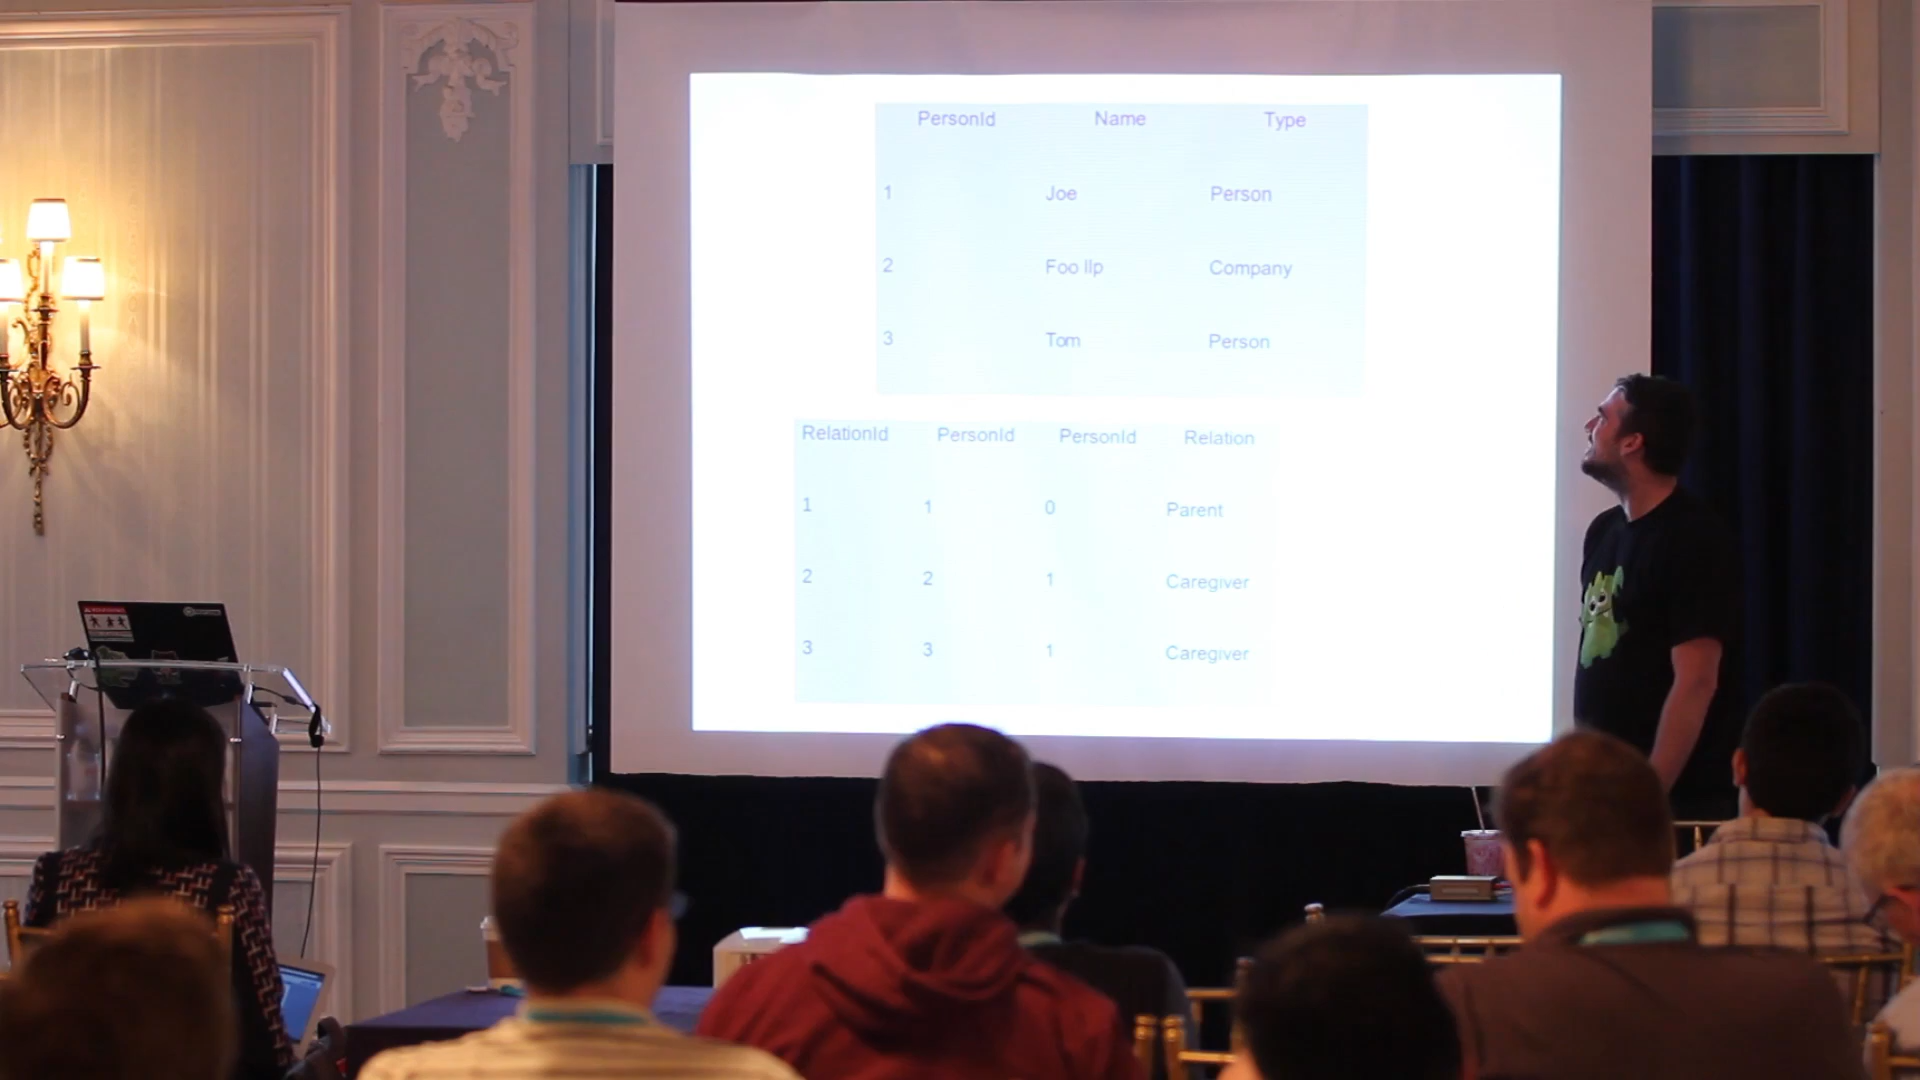 PersonId Name Type
1 Joe Person
2 Foo llp Company
3 Tom Person
RelationId PersonId PersonId Relation
1 1 0 Parent
2 2 1 Caregiver
3 3 1 Caregiver